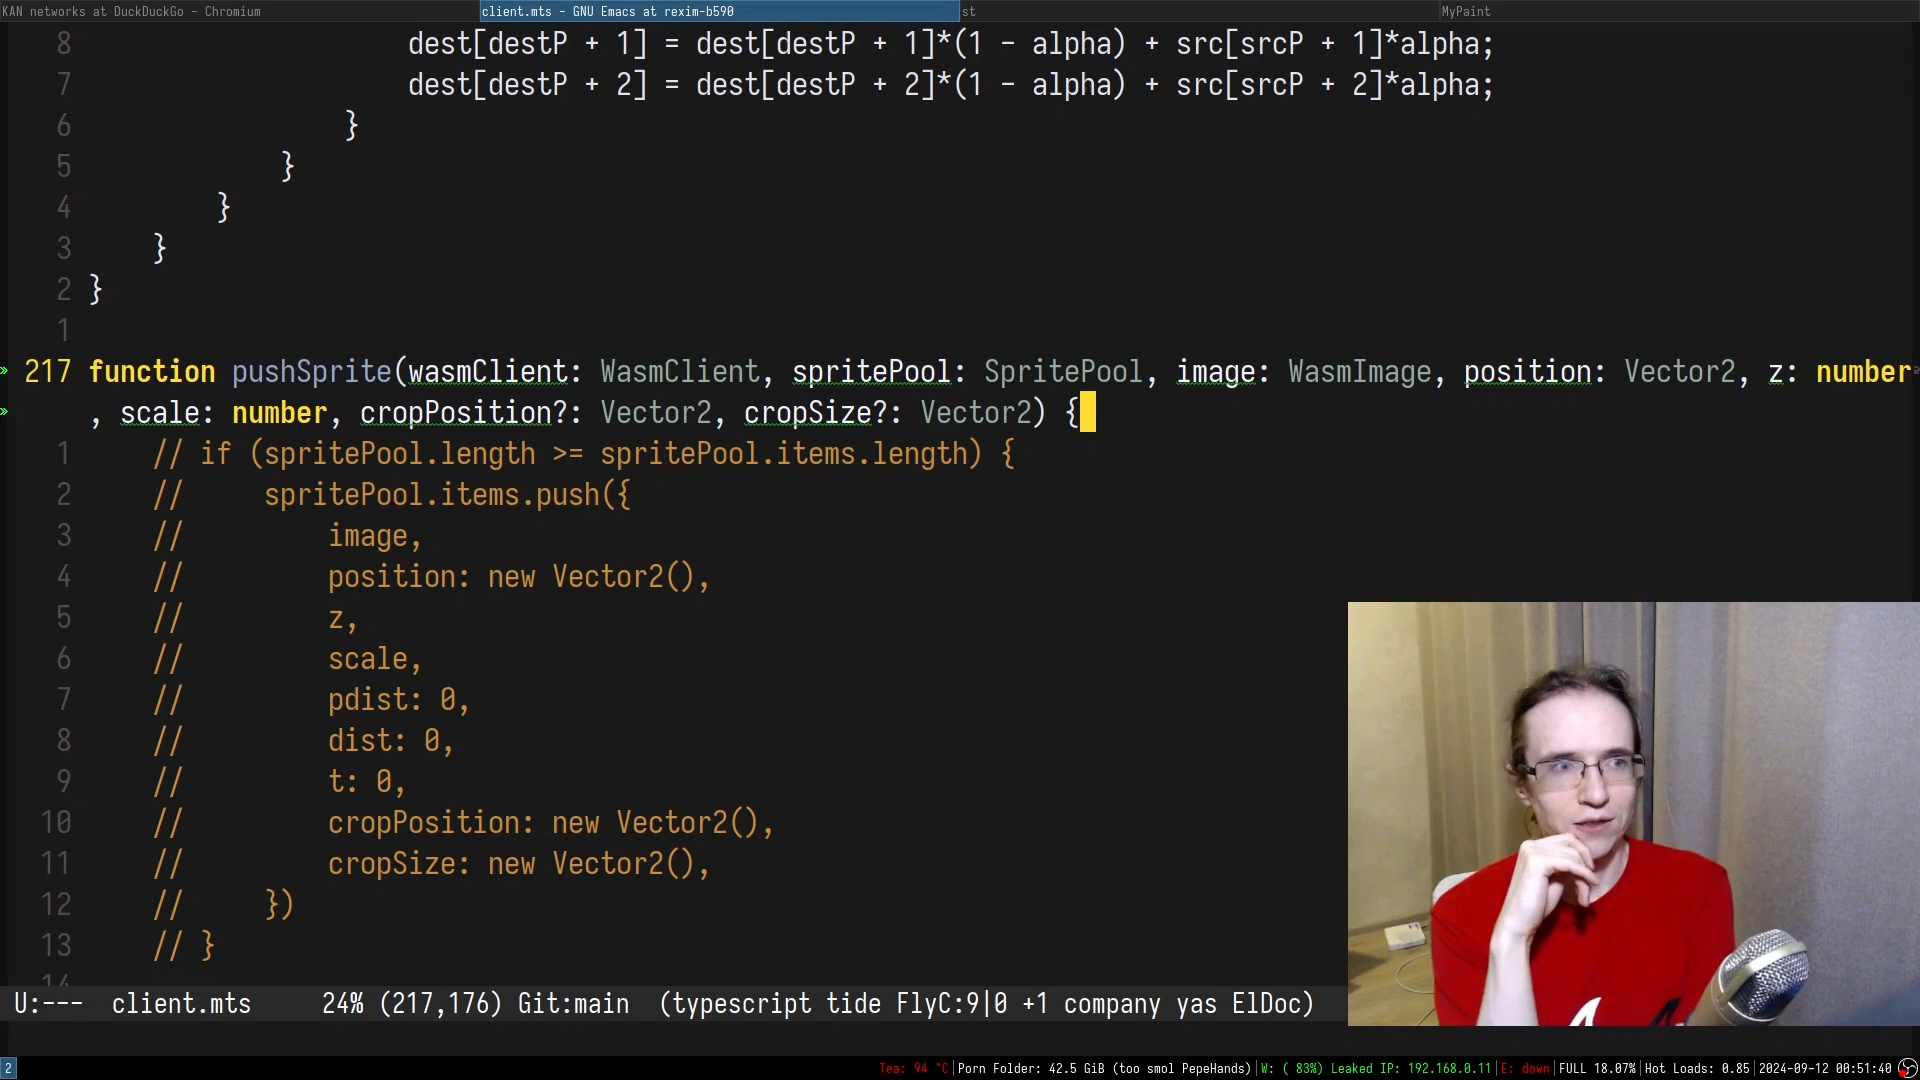 KAN networks at DuckDuckGo - Chromium
client.mts - GNU Emacs at rexim-b590
st
MyPaint
8 dest[destP + 1] = dest[destP + 1]*(1 - alpha) + src[srcP + 1]*alpha;
7 dest[destP + 2] = dest[destP + 2]*(1 - alpha) + src[srcP + 2]*alpha;
6 }
5 }
4 }
3 }
2 }
1
217 function pushSprite(wasmClient: WasmClient, spritePool: SpritePool, image: WasmImage, position: Vector2, z: number
, scale: number, cropPosition?: Vector2, cropSize?: Vector2) {
1 // if (spritePool.length >= spritePool.items.length) {
2 // spritePool.items.push({
3 // image,
4 // position: new Vector2(),
5 // z,
6 // scale,
7 // pdist: 0,
8 // dist: 0,
9 // t: 0,
10 // cropPosition: new Vector2(),
11 // cropSize: new Vector2(),
12 // })
13 // }
14
U:--- client.mts 24% (217,176) Git:main (typescript tide FlyC:9|0 +1 company yas ElDoc)
2
Tea: 94 °C|Porn Folder: 42.5 GiB (too smol PepeHands)|W: ( 83%) Leaked IP: 192.168.0.11|E: down|FULL 18.07%|Hot Loads: 0.85|2024-09-12 00:51:40